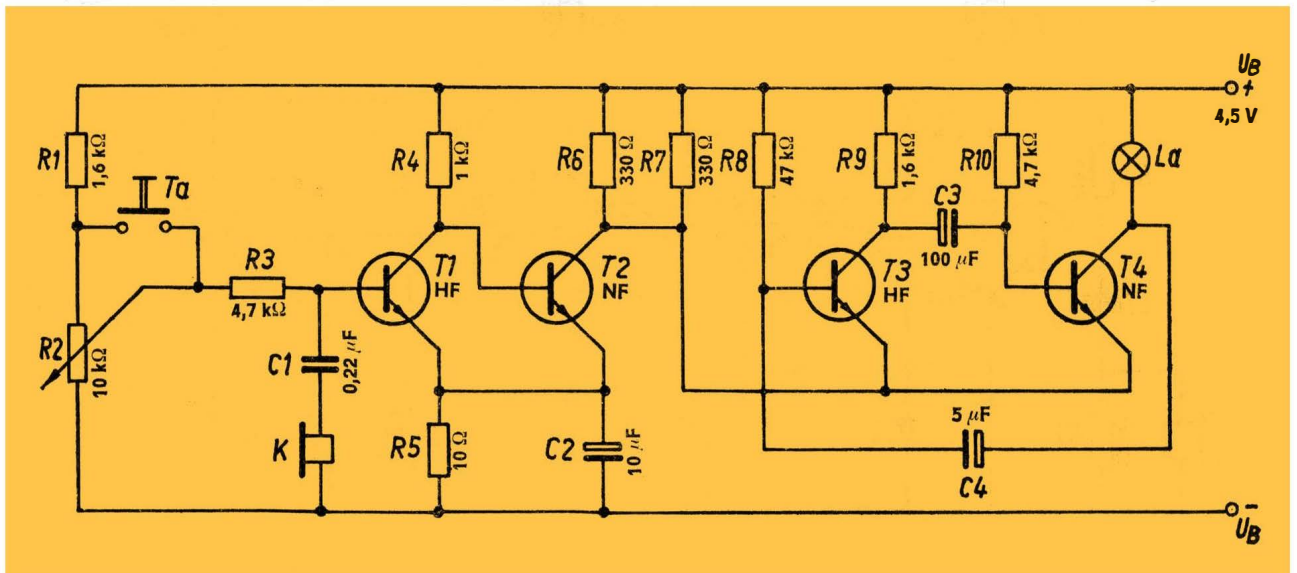 R1
1,6 kΩ
Ta
R2
10 kΩ
R3
4,7 kΩ
C1
0,22 μF
K
R4
1 kΩ
T1
HF
R5
10 Ω
R6
330 Ω
T2
NF
C2
10 μF
R7
330 Ω
R8
47 kΩ
R9
1,6 kΩ
T3
HF
C3
100 μF
R10
4,7 kΩ
T4
NF
La
5 μF
C4
UB
+
4,5 V
−
UB